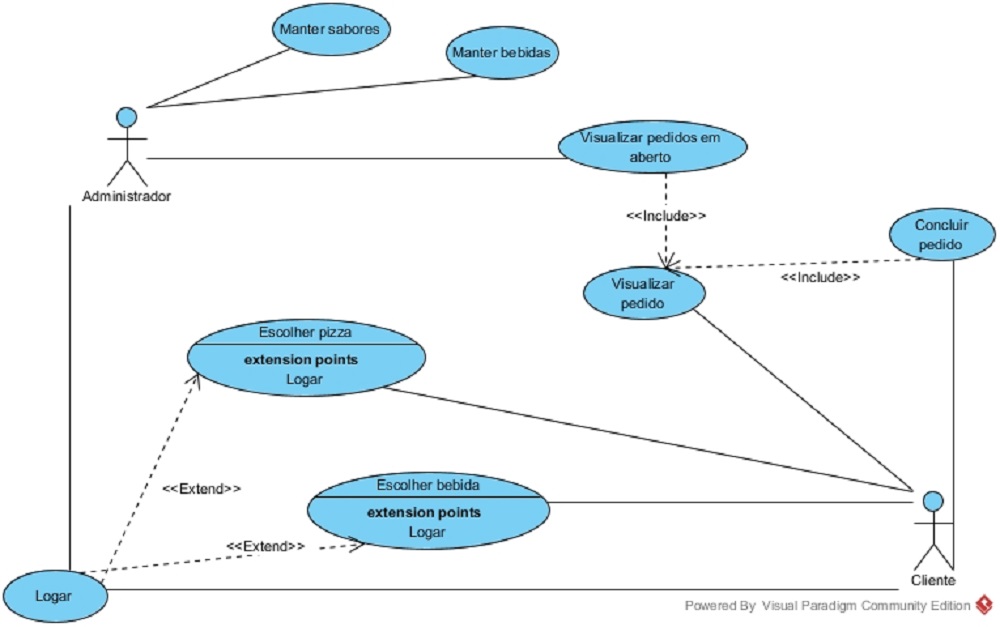 Manter sabores
Manter bebidas
Visualizar pedidos em
aberto
Administrador
<<Include>>
Concluir
pedido
<<Include>>
Visualizar
pedido
Escolher pizza
extension points
Logar
<<Extend>>
Escolher bebida
extension points
Logar
<<Extend>>
Cliente
Logar
Powered By Visual Paradigm Community Edition